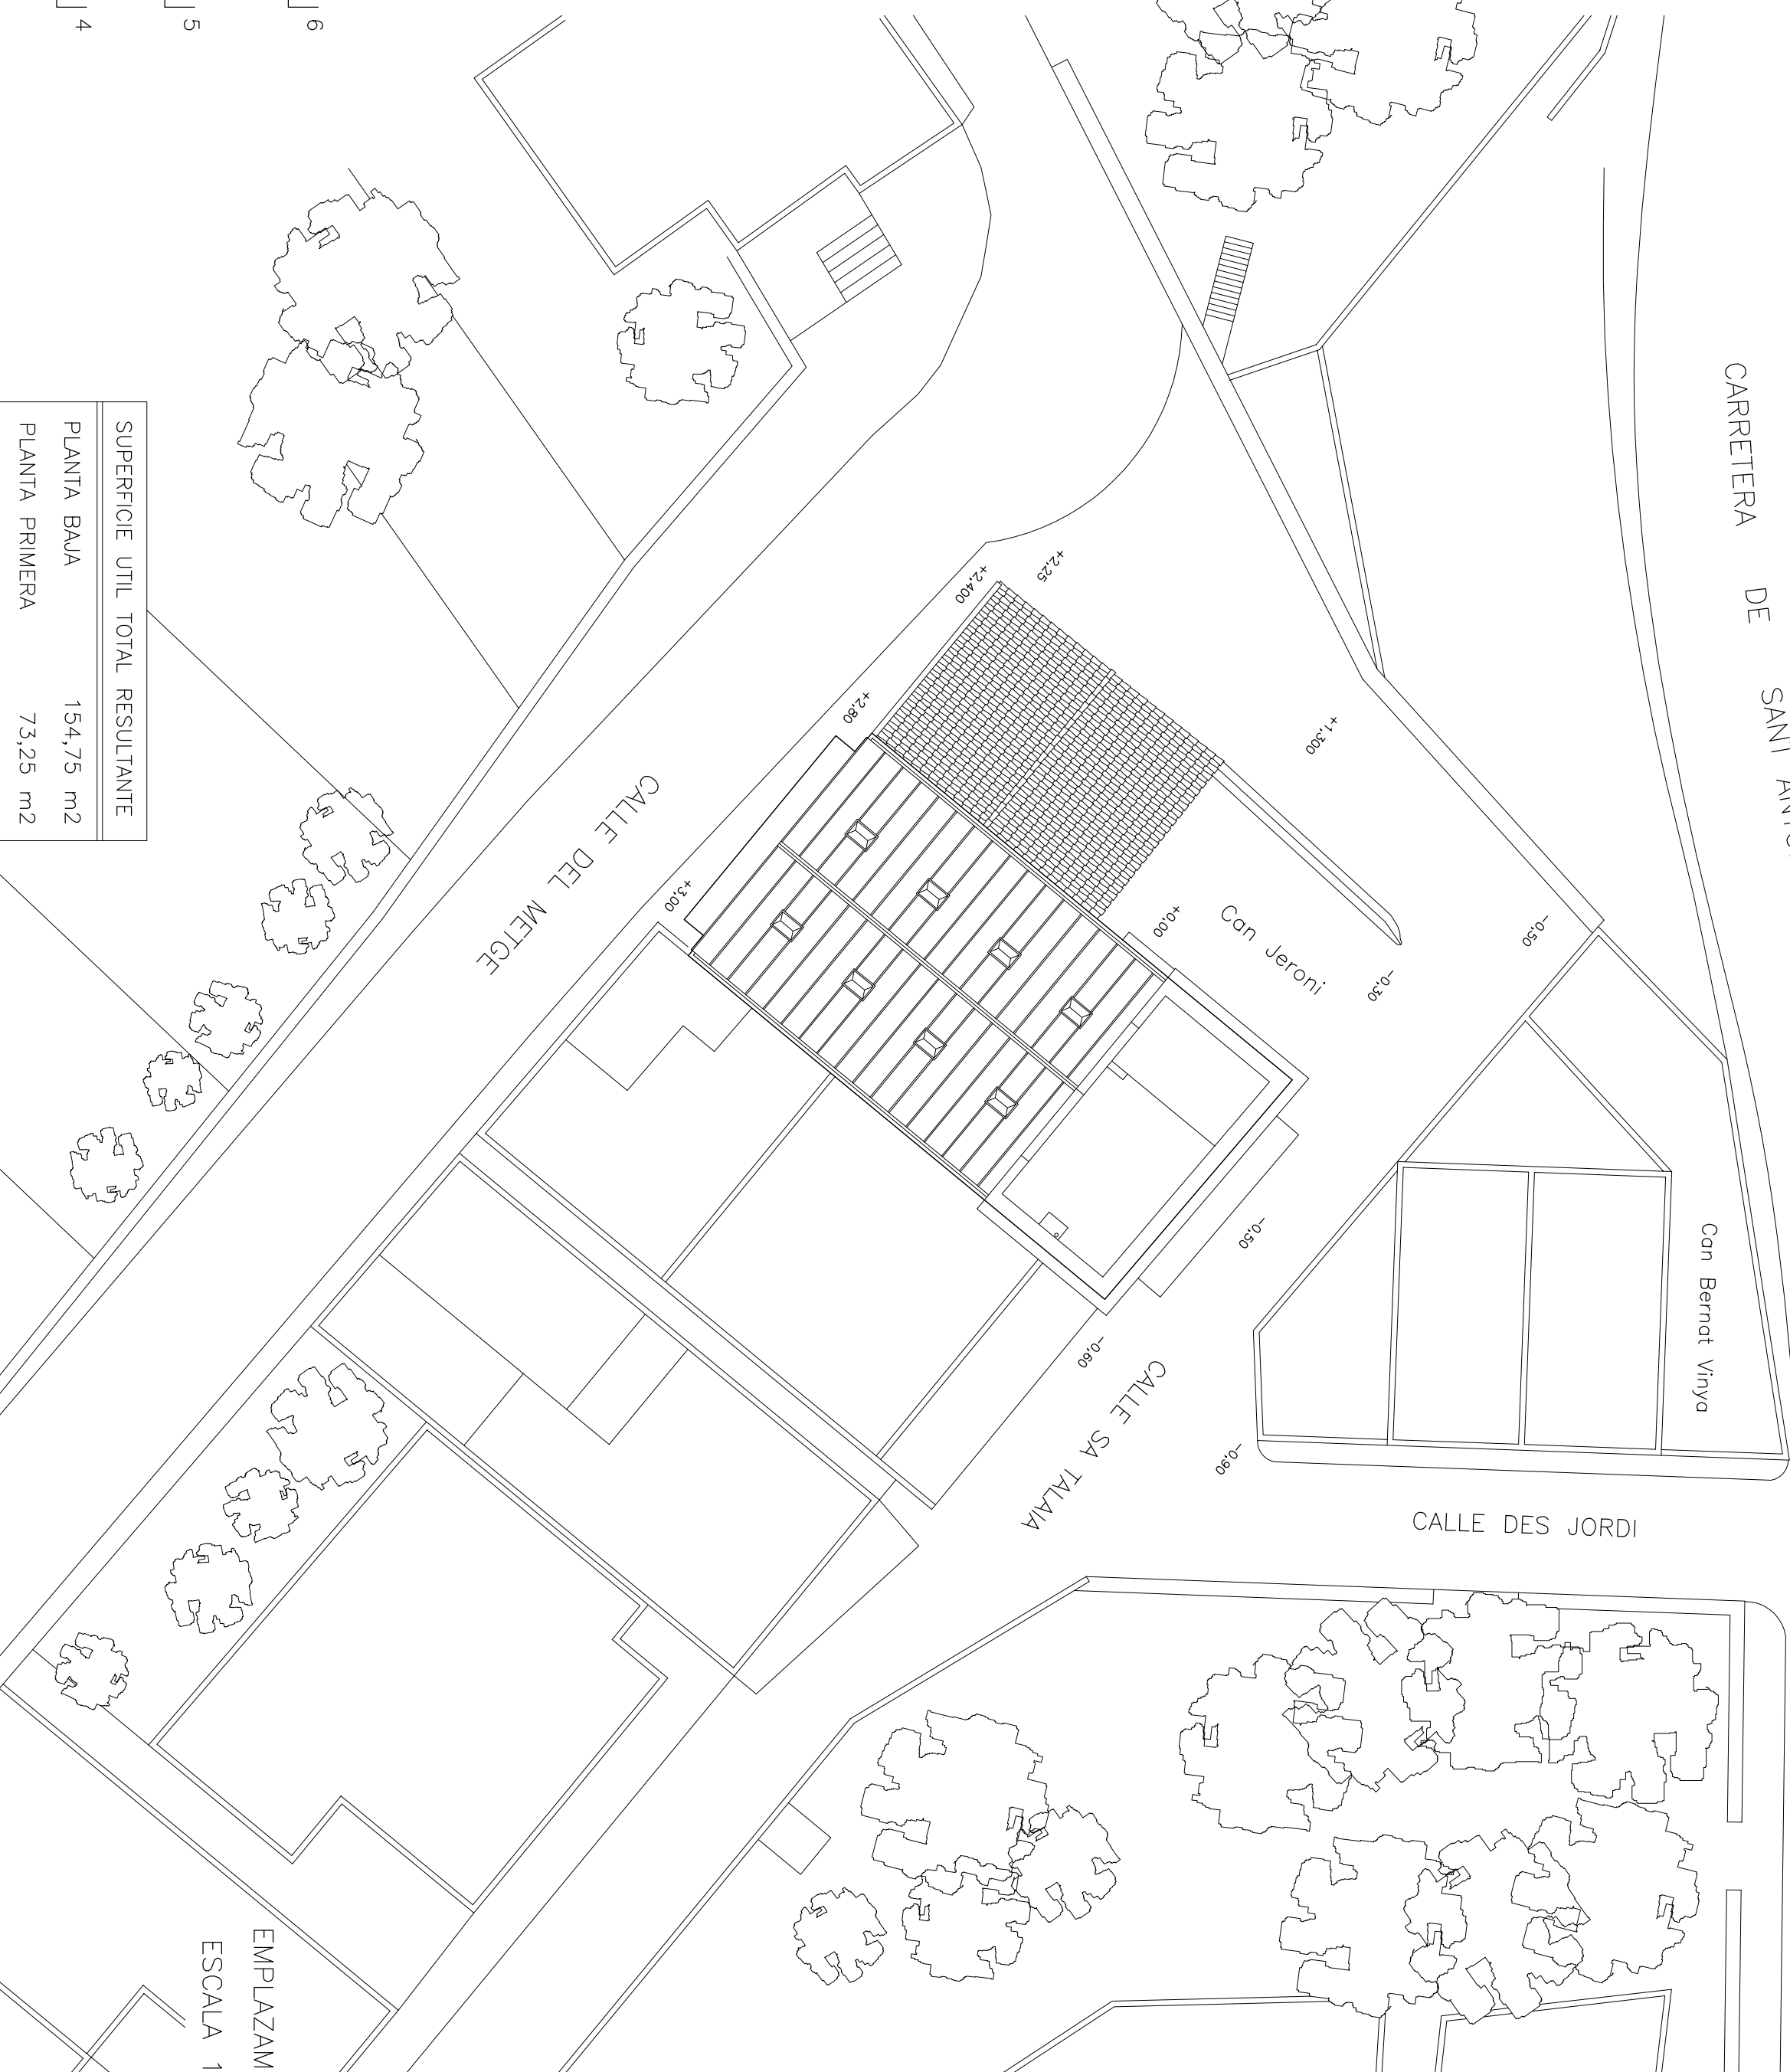 6
5
4
CARRETERA DE SANT
SUPERFICIE UTIL TOTAL RESULTANTE
PLANTA BAJA 154,75 m2
PLANTA PRIMERA 73,25 m2
+2,25
+2,400
+2,80
+3,00
+1,300
+0,00
-0,50
-0,30
Can Jeroni
CALLE DEL METGE
-0,50
-0,60
-0,90
Can Bernat Vinya
CALLE SA TALAIA
CALLE DES JORDI
EMPLAZAM
ESCALA 1